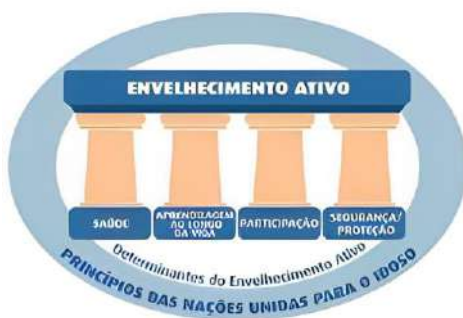 ENVELHECIMENTO ATIVO
SAÚDE
APRENDIZAGEM
AO LONGO
DA VIDA
PARTICIPAÇÃO
SEGURANÇA/
PROTEÇÃO
Determinantes do Envelhecimento Ativo
PRINCÍPIOS DAS NAÇÕES UNIDAS PARA O IDOSO